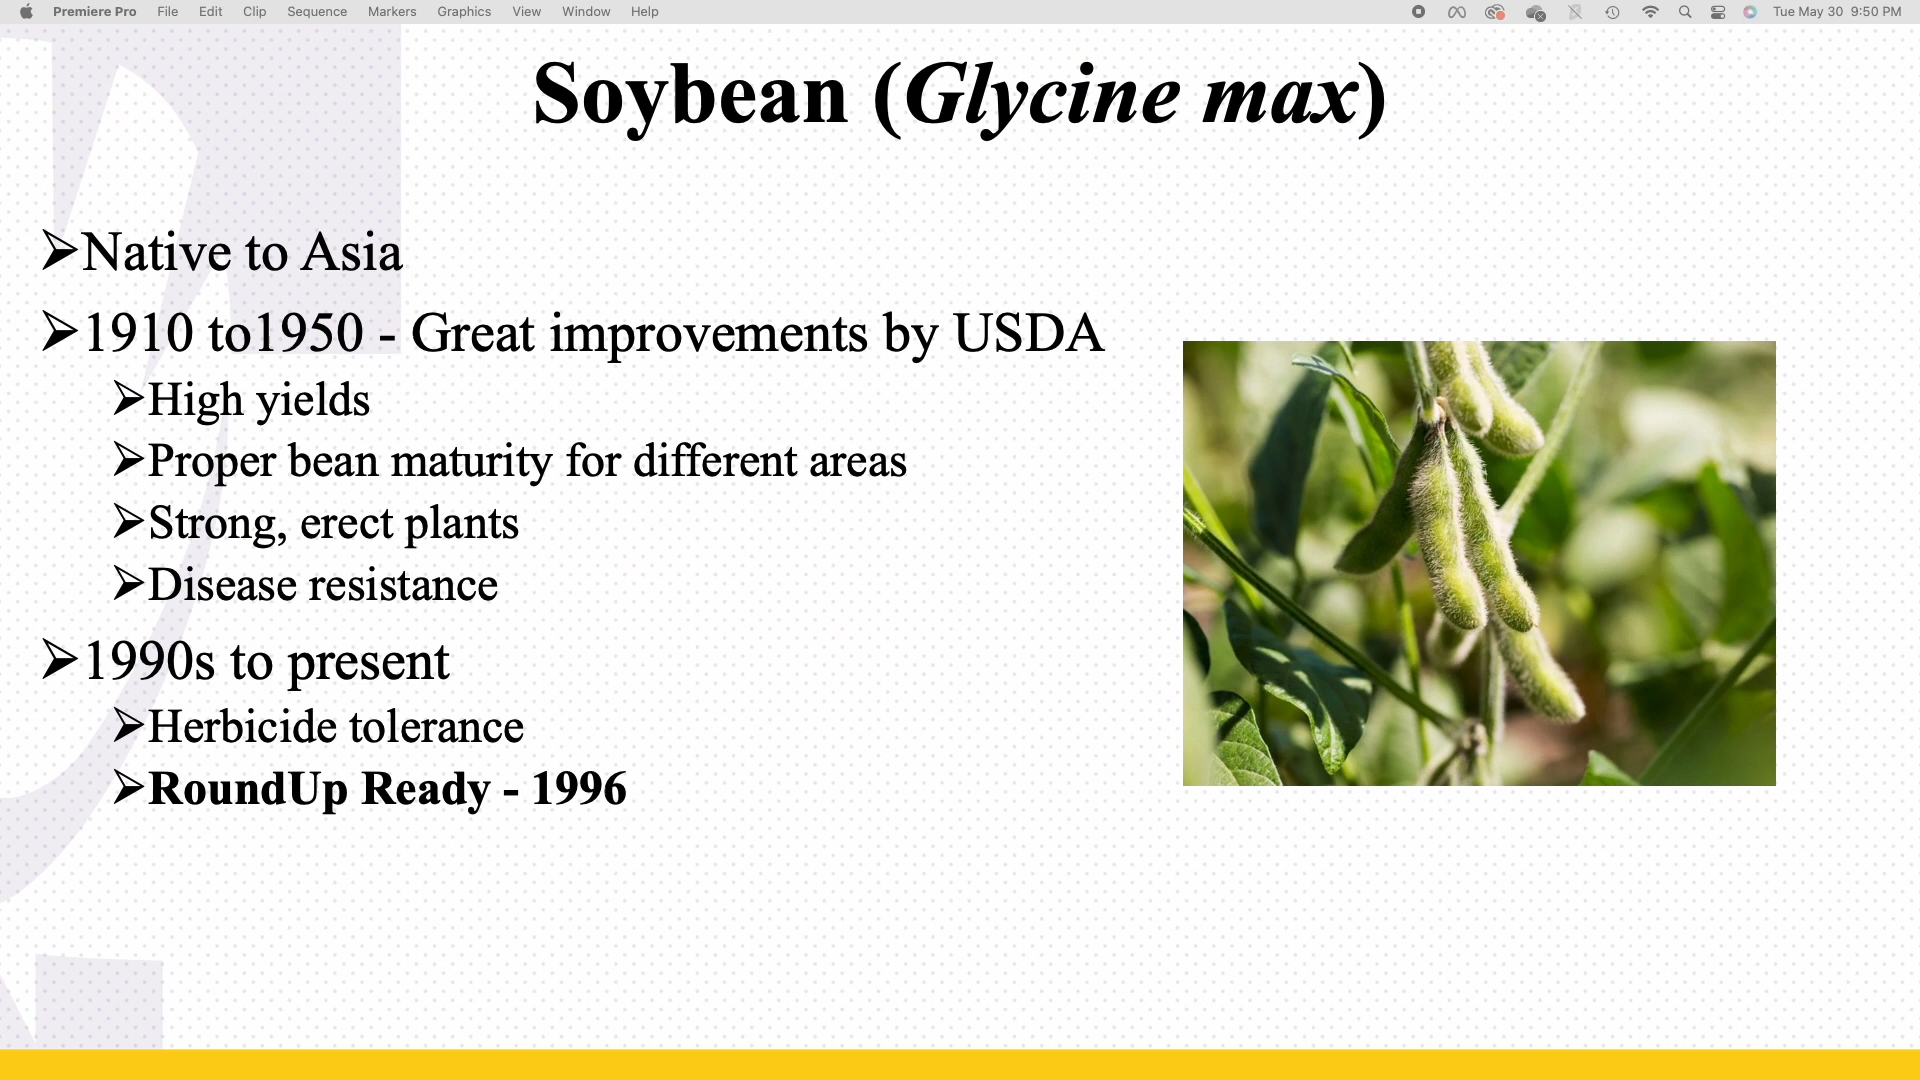 Premiere Pro File Edit Clip Sequence Markers Graphics View Window Help Tue May 30 9:50 PM
Soybean (Glycine max)
➢Native to Asia
➢1910 to1950 - Great improvements by USDA
➢High yields
➢Proper bean maturity for different areas
➢Strong, erect plants
➢Disease resistance
➢1990s to present
➢Herbicide tolerance
➢RoundUp Ready - 1996